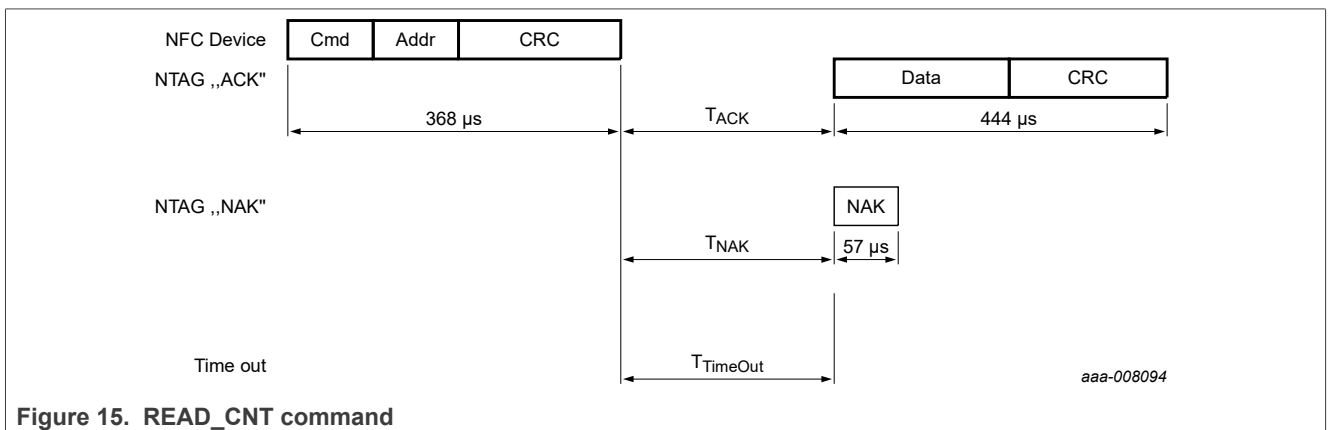 NFC Device Cmd Addr CRC
NTAG ,,ACK" Data CRC
368 µs TACK 444 µs
NTAG ,,NAK" NAK
TNAK 57 µs
Time out TTimeOut aaa-008094
Figure 15. READ_CNT command